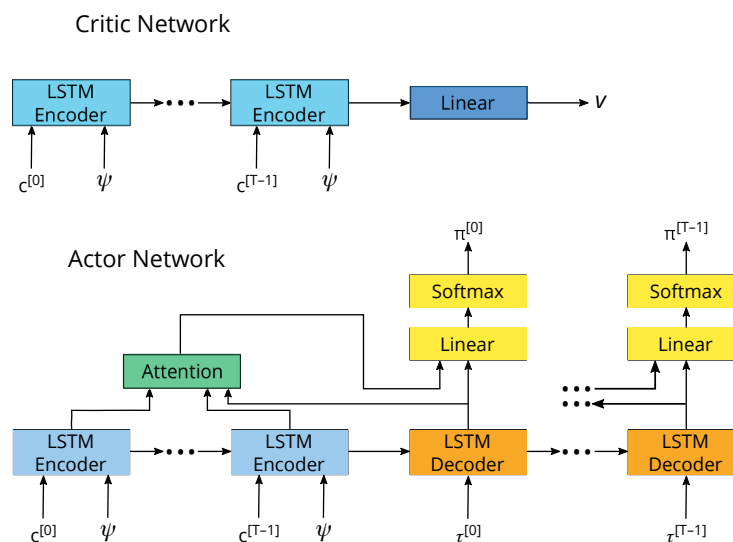 Critic Network
LSTM
Encoder
•••
LSTM
Encoder
Linear
v
c^[0]
ψ
c^[T–1]
ψ
π^[0]
π^[T–1]
Actor Network
Softmax
Softmax
Linear
Linear
Attention
•••
•••
LSTM
Encoder
•••
LSTM
Encoder
LSTM
Decoder
•••
LSTM
Decoder
c^[0]
ψ
c^[T–1]
ψ
τ^[0]
τ^[T–1]